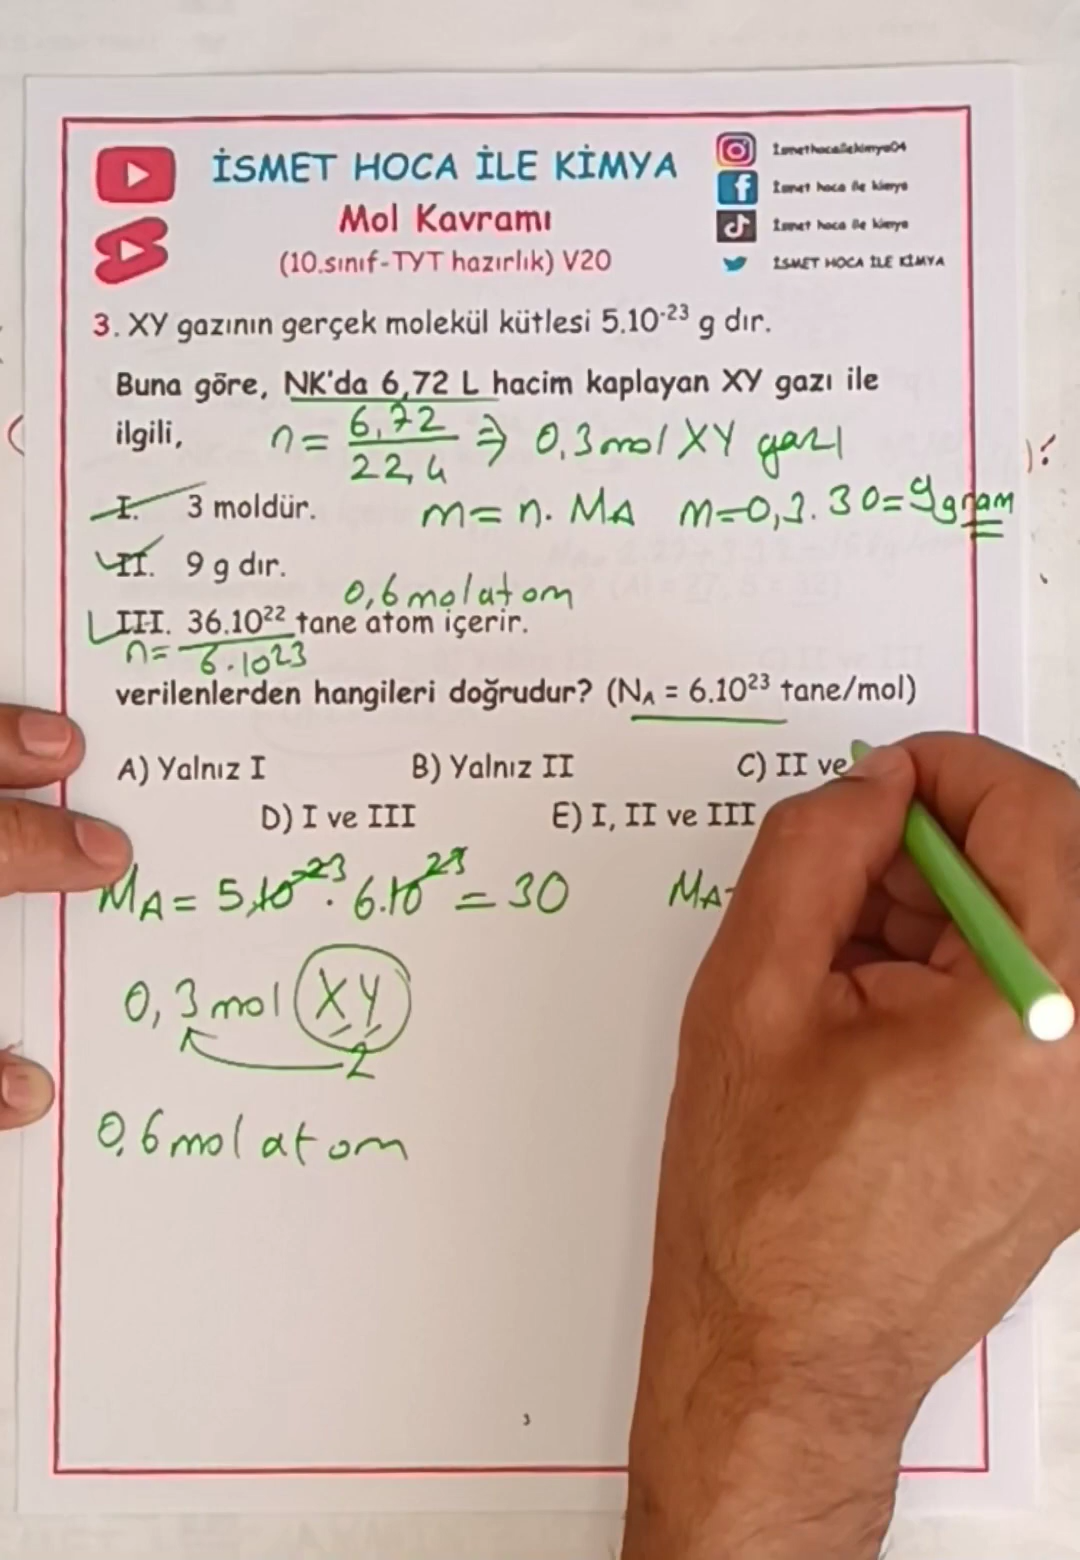 İSMET HOCA İLE KİMYA
Mol Kavramı
(10.sınıf-TYT hazırlık) V20
İsmethocailekimya04
İsmet hoca ile kimya
İsmet hoca ile kimya
İSMET HOCA İLE KİMYA
3. XY gazının gerçek molekül kütlesi 5.10⁻²³ g dır.
Buna göre, NK'da 6,72 L hacim kaplayan XY gazı ile
ilgili,
n = 6,72 / 22,4 ⇒ 0,3 mol XY gazı
I. 3 moldür.
m = n. MA m=0,3.30=9gram
II. 9 g dır.
0,6 mol atom
III. 36.10²² tane atom içerir.
n= 6.10²³
verilenlerden hangileri doğrudur? (NA = 6.10²³ tane/mol)
A) Yalnız I B) Yalnız II C) II ve
D) I ve III E) I, II ve III
MA = 5.10⁻²³.6.10²³ = 30 MA-
0,3 mol XY
2
0,6 mol atom
3